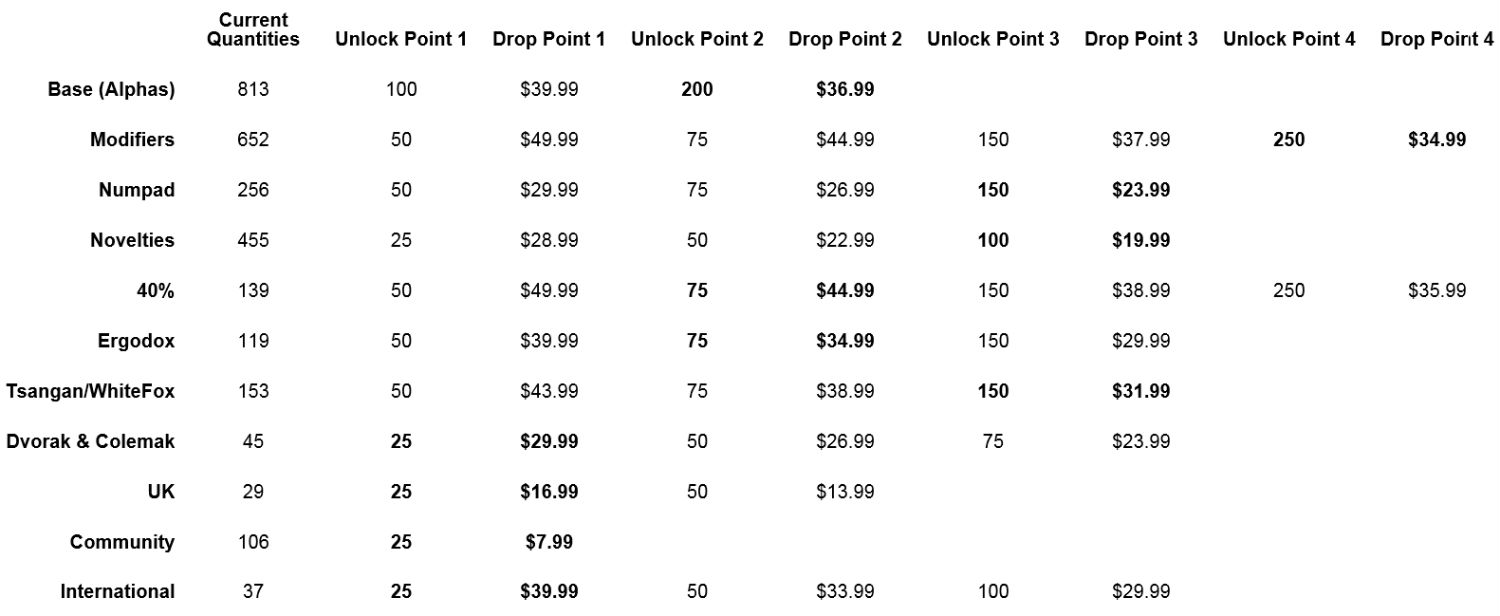 Current
Quantities Unlock Point 1 Drop Point 1 Unlock Point 2 Drop Point 2 Unlock Point 3 Drop Point 3 Unlock Point 4 Drop Point 4
Base (Alphas) 813 100 $39.99 200 $36.99
Modifiers 652 50 $49.99 75 $44.99 150 $37.99 250 $34.99
Numpad 256 50 $29.99 75 $26.99 150 $23.99
Novelties 455 25 $28.99 50 $22.99 100 $19.99
40% 139 50 $49.99 75 $44.99 150 $38.99 250 $35.99
Ergodox 119 50 $39.99 75 $34.99 150 $29.99
Tsangan/WhiteFox 153 50 $43.99 75 $38.99 150 $31.99
Dvorak & Colemak 45 25 $29.99 50 $26.99 75 $23.99
UK 29 25 $16.99 50 $13.99
Community 106 25 $7.99
International 37 25 $39.99 50 $33.99 100 $29.99